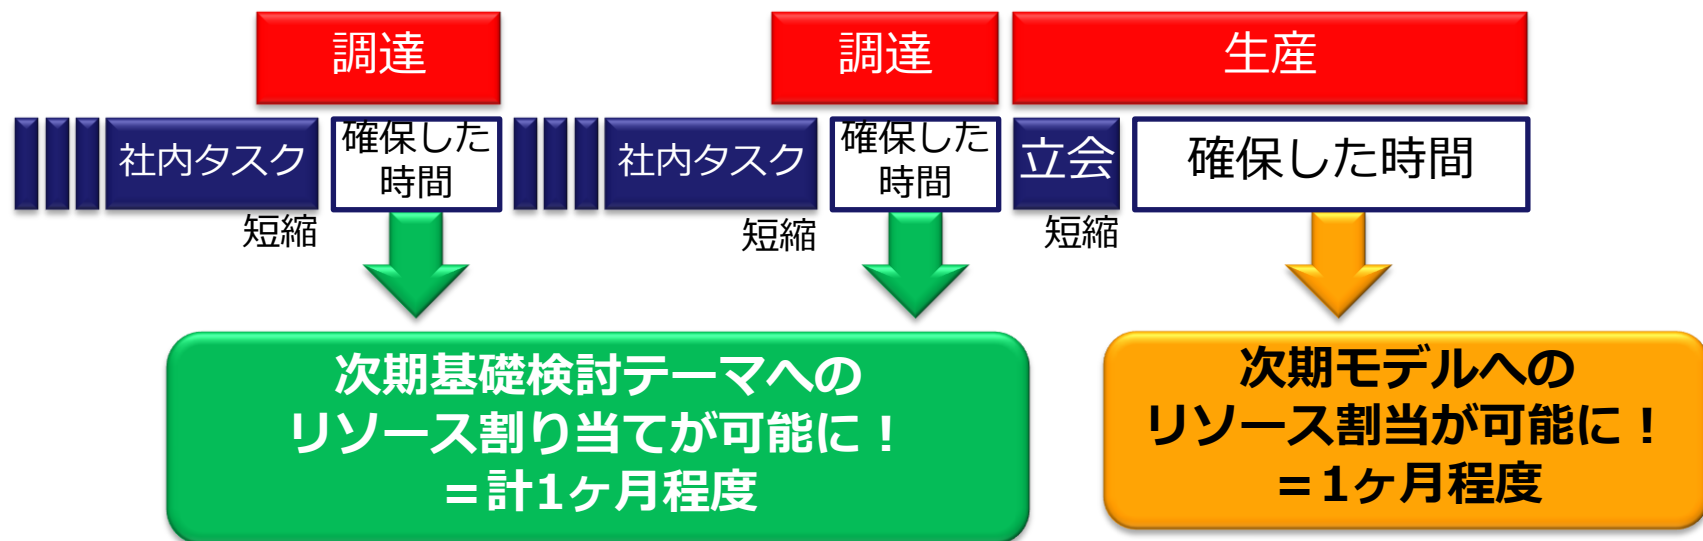 調達
調達
生産
社内タスク
確保した
時間
社内タスク
確保した
時間
立会
確保した時間
短縮
短縮
短縮
次期基礎検討テーマへの
リソース割り当てが可能に！
＝計1ヶ月程度
次期モデルへの
リソース割当が可能に！
＝1ヶ月程度